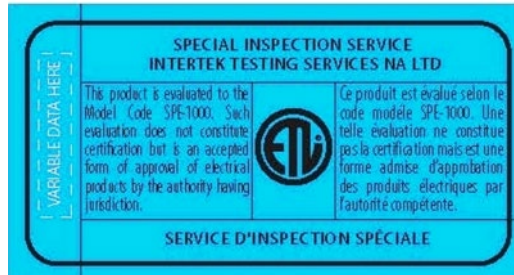 SPECIAL INSPECTION SERVICE
INTERTEK TESTING SERVICES NA LTD
VARIABLE DATA HERE
This product is evaluated to the
Model Code SPE-1000. Such
evaluation does not constitute
certification but is an accepted
form of approval of electrical
products by the authority having
jurisdiction.
ETL
Ce produit est évalué selon le
code modèle SPE-1000. Une
telle évaluation ne constitue
pas la certification mais est une
forme admise d'approbation
des produits électriques par
l'autorité compétente.
SERVICE D'INSPECTION SPÉCIALE